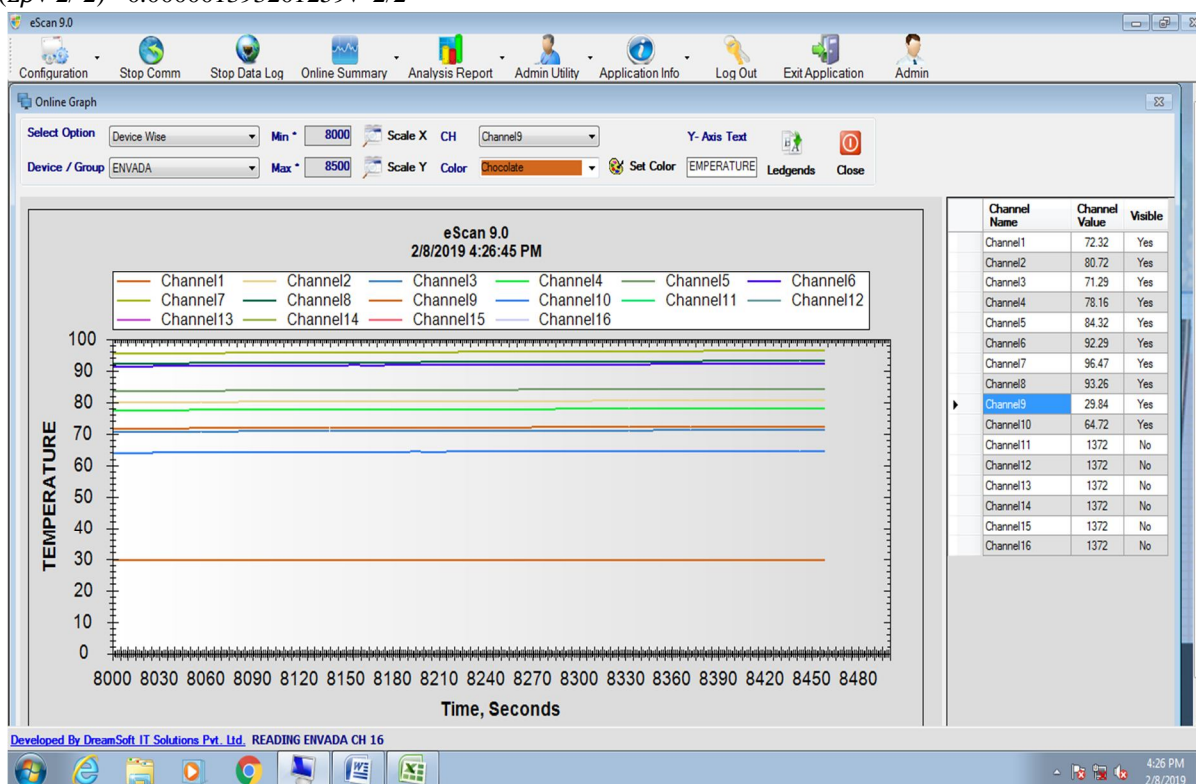 eScan 9.0
Configuration Stop Comm Stop Data Log Online Summary Analysis Report Admin Utility Application Info Log Out Exit Application Admin
Online Graph
Select Option Device Wise Min * 8000 Scale X CH Channel9 Y- Axis Text
Device / Group ENVADA Max * 8500 Scale Y Color Chocolate Set Color EMPERATURE Ledgends Close
eScan 9.0
2/8/2019 4:26:45 PM
Channel1 Channel2 Channel3 Channel4 Channel5 Channel6
Channel7 Channel8 Channel9 Channel10 Channel11 Channel12
Channel13 Channel14 Channel15 Channel16
100
90
80
70
60
50
40
30
20
10
0
TEMPERATURE
8000 8030 8060 8090 8120 8150 8180 8210 8240 8270 8300 8330 8360 8390 8420 8450 8480
Time, Seconds
Channel Name Channel Value Visible
Channel1 72.32 Yes
Channel2 80.72 Yes
Channel3 71.29 Yes
Channel4 78.16 Yes
Channel5 84.32 Yes
Channel6 92.29 Yes
Channel7 96.47 Yes
Channel8 93.26 Yes
Channel9 29.84 Yes
Channel10 64.72 Yes
Channel11 1372 No
Channel12 1372 No
Channel13 1372 No
Channel14 1372 No
Channel15 1372 No
Channel16 1372 No
Developed By DreamSoft IT Solutions Pvt. Ltd. READING ENVADA CH 16
4:26 PM
2/8/2019